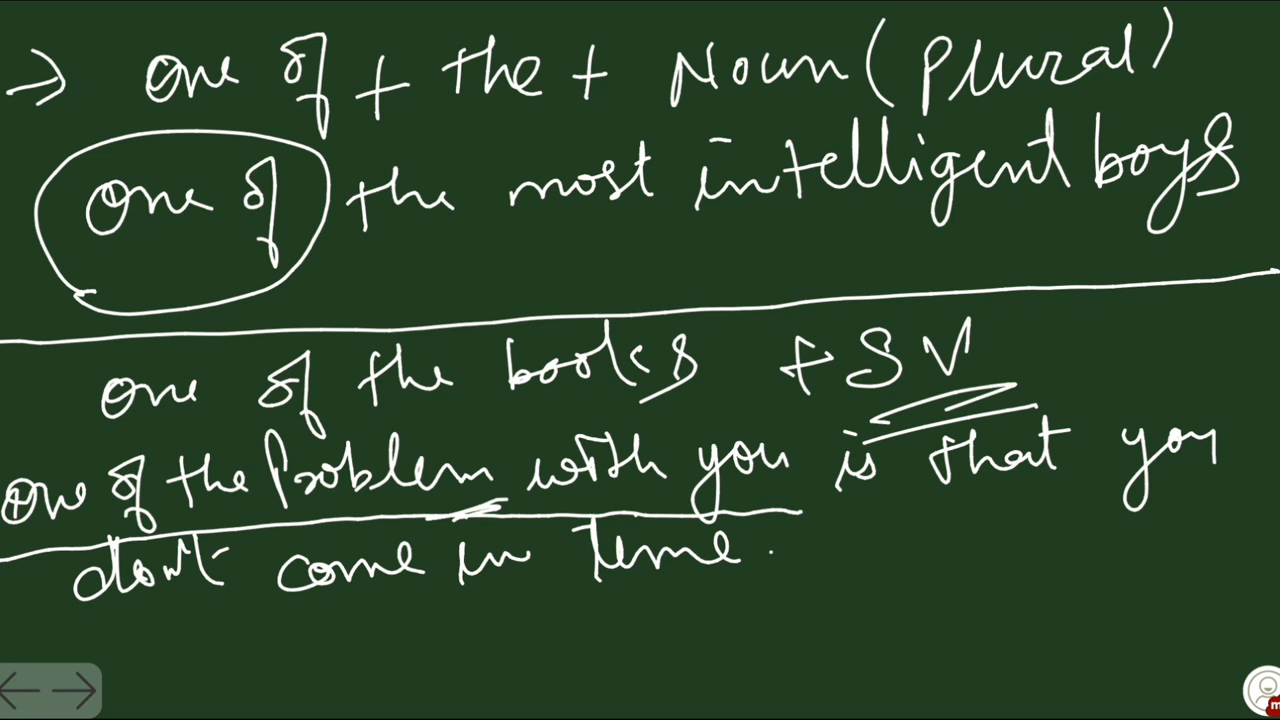 → one of + the + Noun (plural)
one of the most intelligent boys
one of the books + S V
one of the Problem with you is that you
don't come in time.